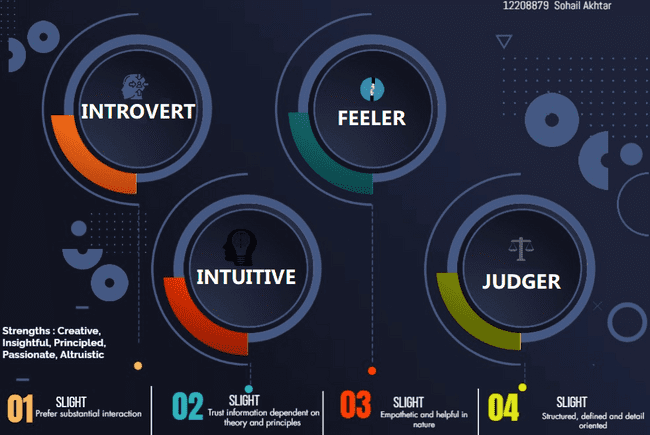 12208879 Sohail Akhtar
INTROVERT
FEELER
INTUITIVE
JUDGER
Strengths : Creative,
Insightful, Principled,
Passionate, Altruistic
01
SLIGHT
Prefer substantial interaction
02
SLIGHT
Trust information dependent on
theory and principles
03
SLIGHT
Empathetic and helpful in
nature
04
SLIGHT
Structured, defined and detail
oriented